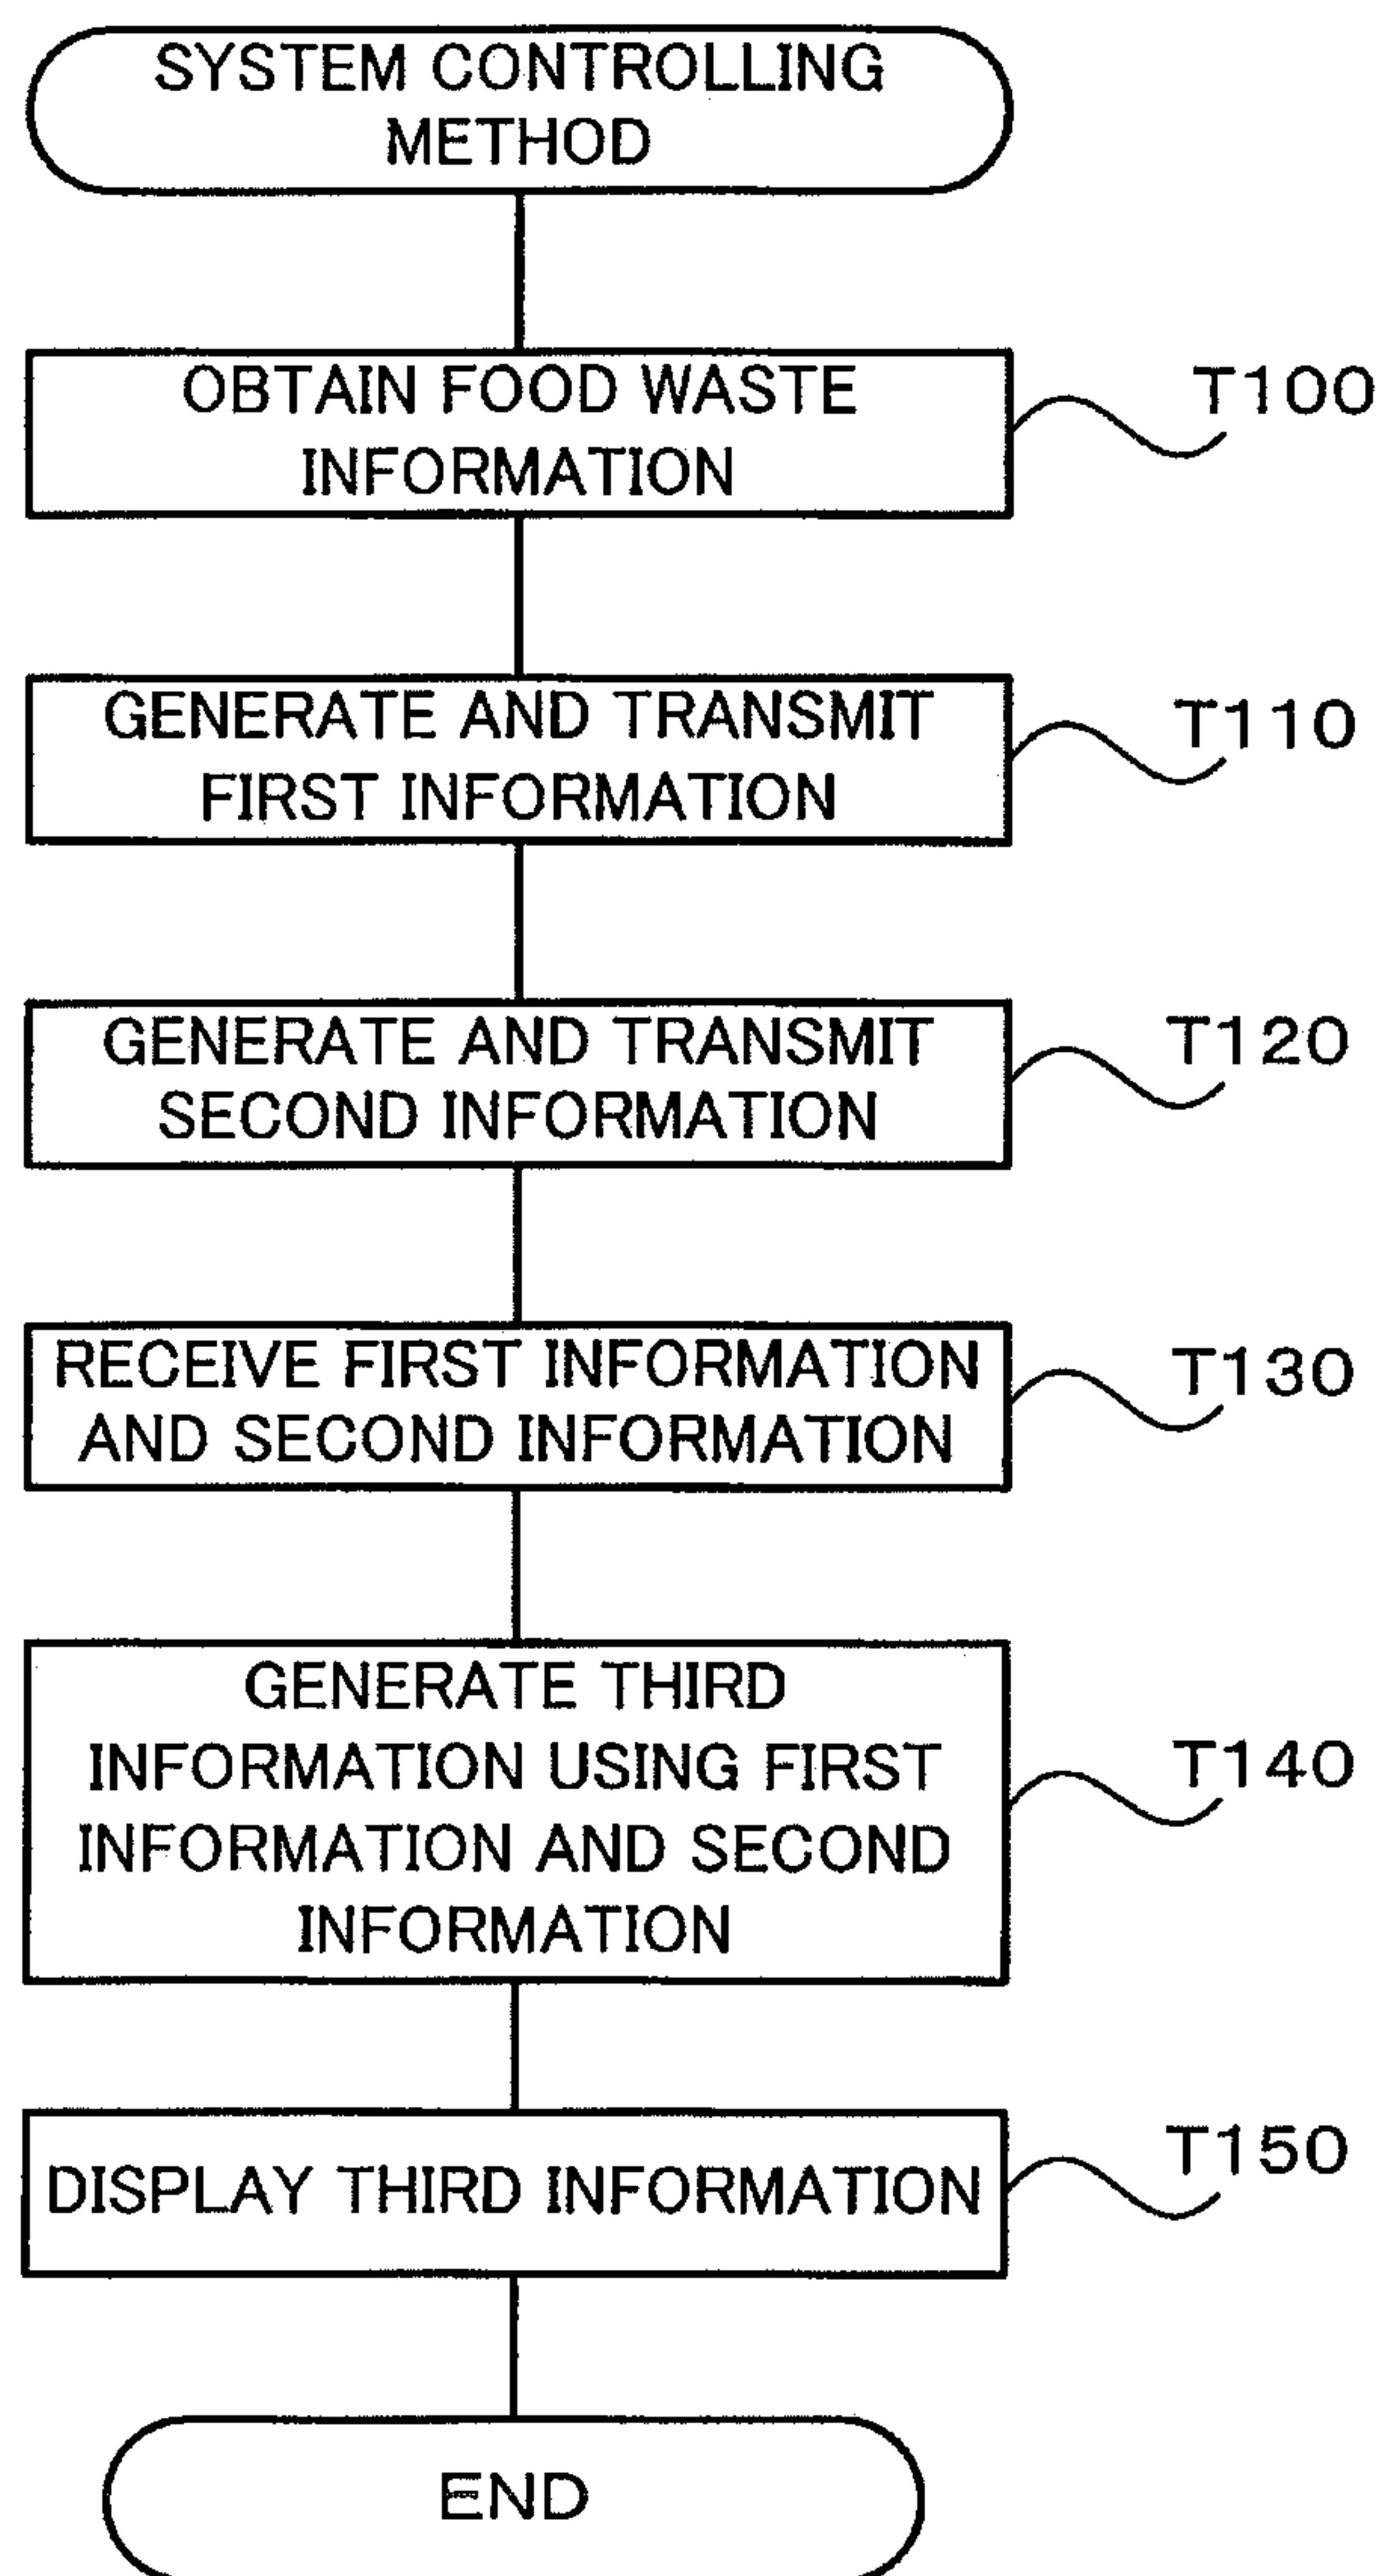 SYSTEM CONTROLLING
METHOD
OBTAIN FOOD WASTE
INFORMATION
T100
GENERATE AND TRANSMIT
FIRST INFORMATION
T110
GENERATE AND TRANSMIT
SECOND INFORMATION
T120
RECEIVE FIRST INFORMATION
AND SECOND INFORMATION
T130
GENERATE THIRD
INFORMATION USING FIRST
INFORMATION AND SECOND
INFORMATION
T140
DISPLAY THIRD INFORMATION
T150
END